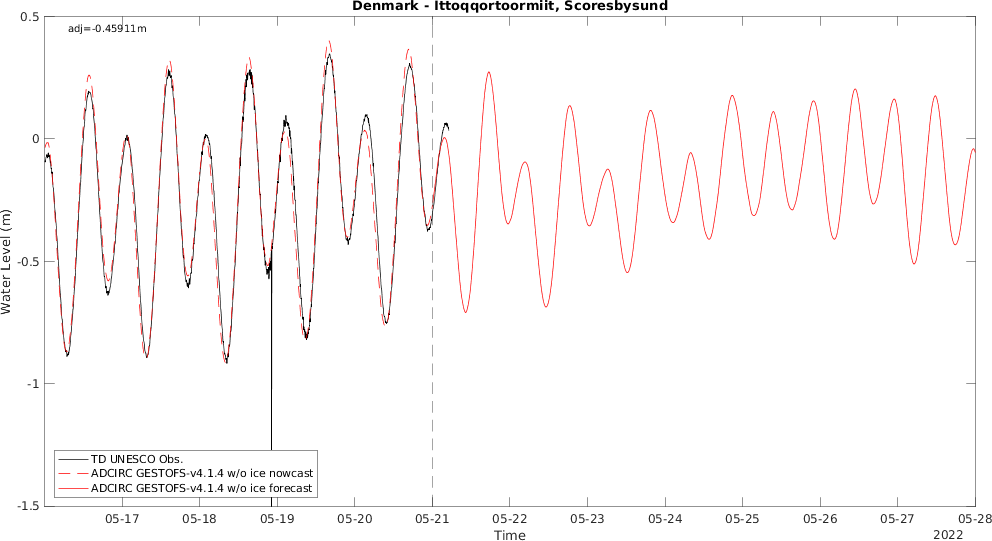 Denmark - Ittoqqortoormiit, Scoresbysund
adj=-0.45911m
0.5
0
-0.5
-1
-1.5
Water Level (m)
TD UNESCO Obs.
ADCIRC GESTOFS-v4.1.4 w/o ice nowcast
ADCIRC GESTOFS-v4.1.4 w/o ice forecast
05-17 05-18 05-19 05-20 05-21 05-22 05-23 05-24 05-25 05-26 05-27 05-28
Time
2022